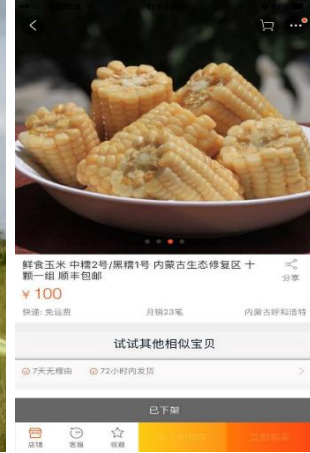 鲜食玉米 中糯2号/黑糯1号 内蒙古生态修复区 十
颗一组 顺丰包邮
分享
¥ 100
快递: 免运费 月销23笔 内蒙古呼和浩特
试试其他相似宝贝
7天无理由 72小时内发货
已下架
店铺 客服 收藏 立即购买